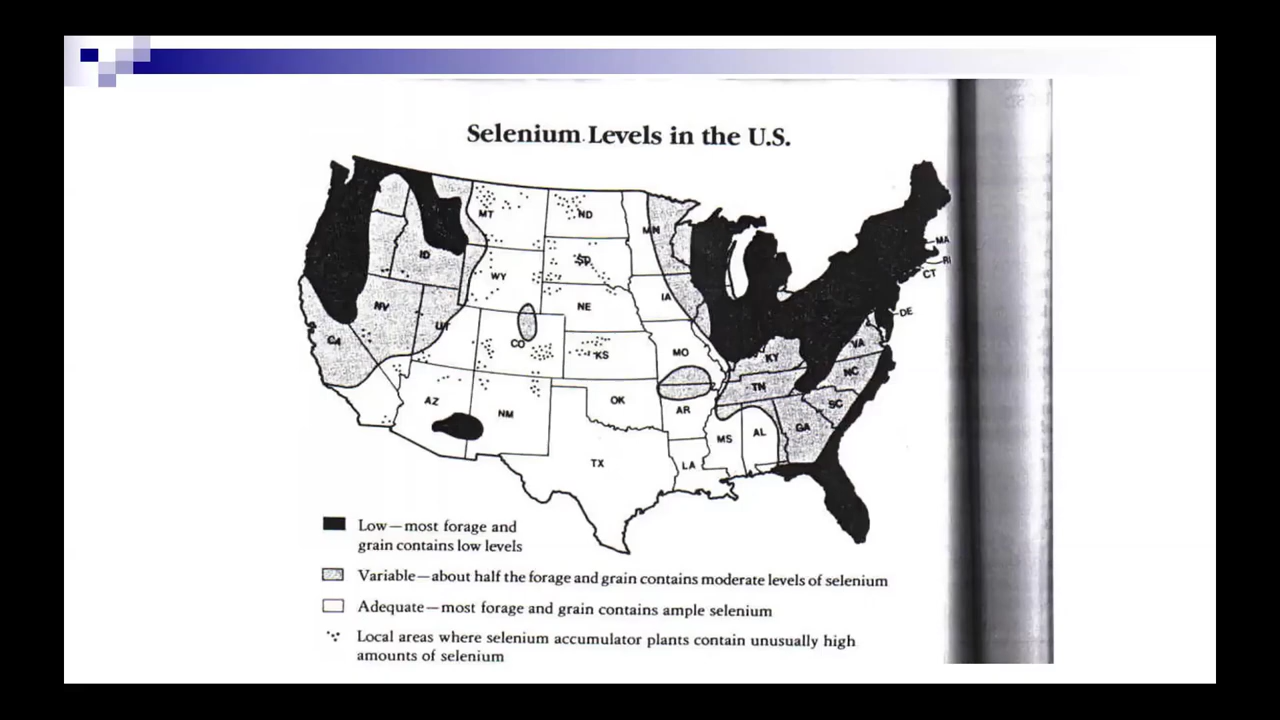 Selenium Levels in the U.S.
MT
ND
MN
MA
RI
CT
ID
WY
SD
NE
IA
DE
NV
UT
CA
CO
KS
MO
KY
VA
TN
NC
AZ
NM
OK
AR
SC
MS
AL
GA
TX
LA
Low—most forage and
grain contains low levels
Variable—about half the forage and grain contains moderate levels of selenium
Adequate—most forage and grain contains ample selenium
Local areas where selenium accumulator plants contain unusually high
amounts of selenium